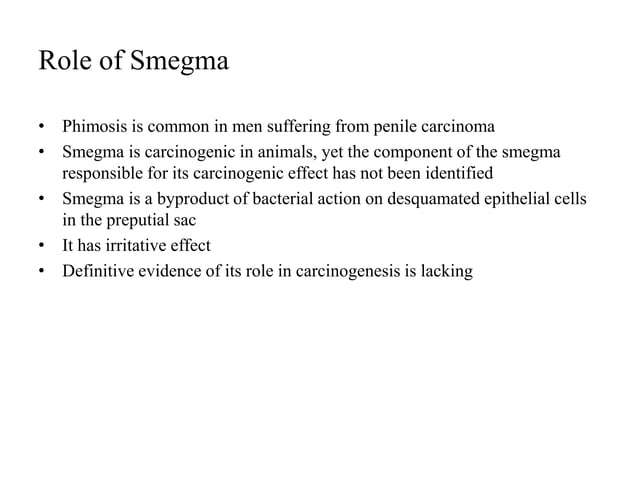 Role of Smegma
• Phimosis is common in men suffering from penile carcinoma
• Smegma is carcinogenic in animals, yet the component of the smegma
responsible for its carcinogenic effect has not been identified
• Smegma is a byproduct of bacterial action on desquamated epithelial cells
in the preputial sac
• It has irritative effect
• Definitive evidence of its role in carcinogenesis is lacking